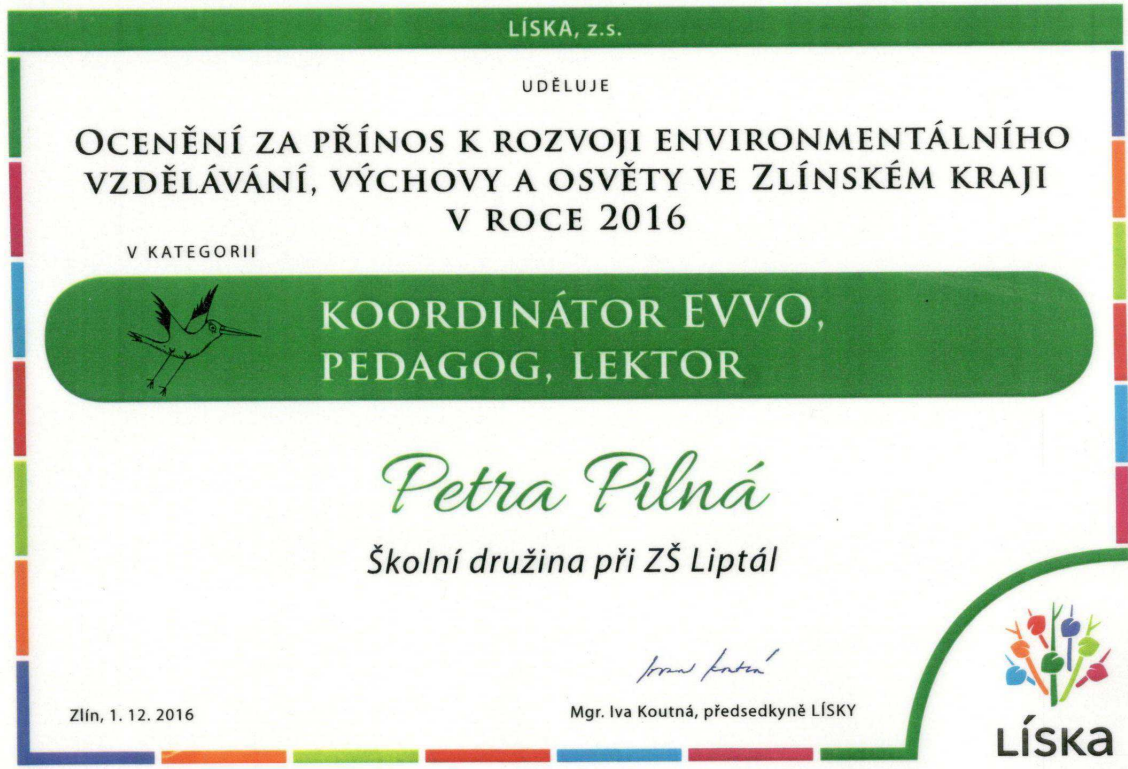 LÍSKA, z.s.
UDĚLUJE
OCENĚNÍ ZA PŘÍNOS K ROZVOJI ENVIRONMENTÁLNÍHO
VZDĚLÁVÁNÍ, VÝCHOVY A OSVĚTY VE ZLÍNSKÉM KRAJI
V ROCE 2016
V KATEGORII
KOORDINÁTOR EVVO,
PEDAGOG, LEKTOR
Petra Pilná
Školní družina při ZŠ Liptál
Zlín, 1. 12. 2016
Mgr. Iva Koutná, předsedkyně LÍSKY
Líska